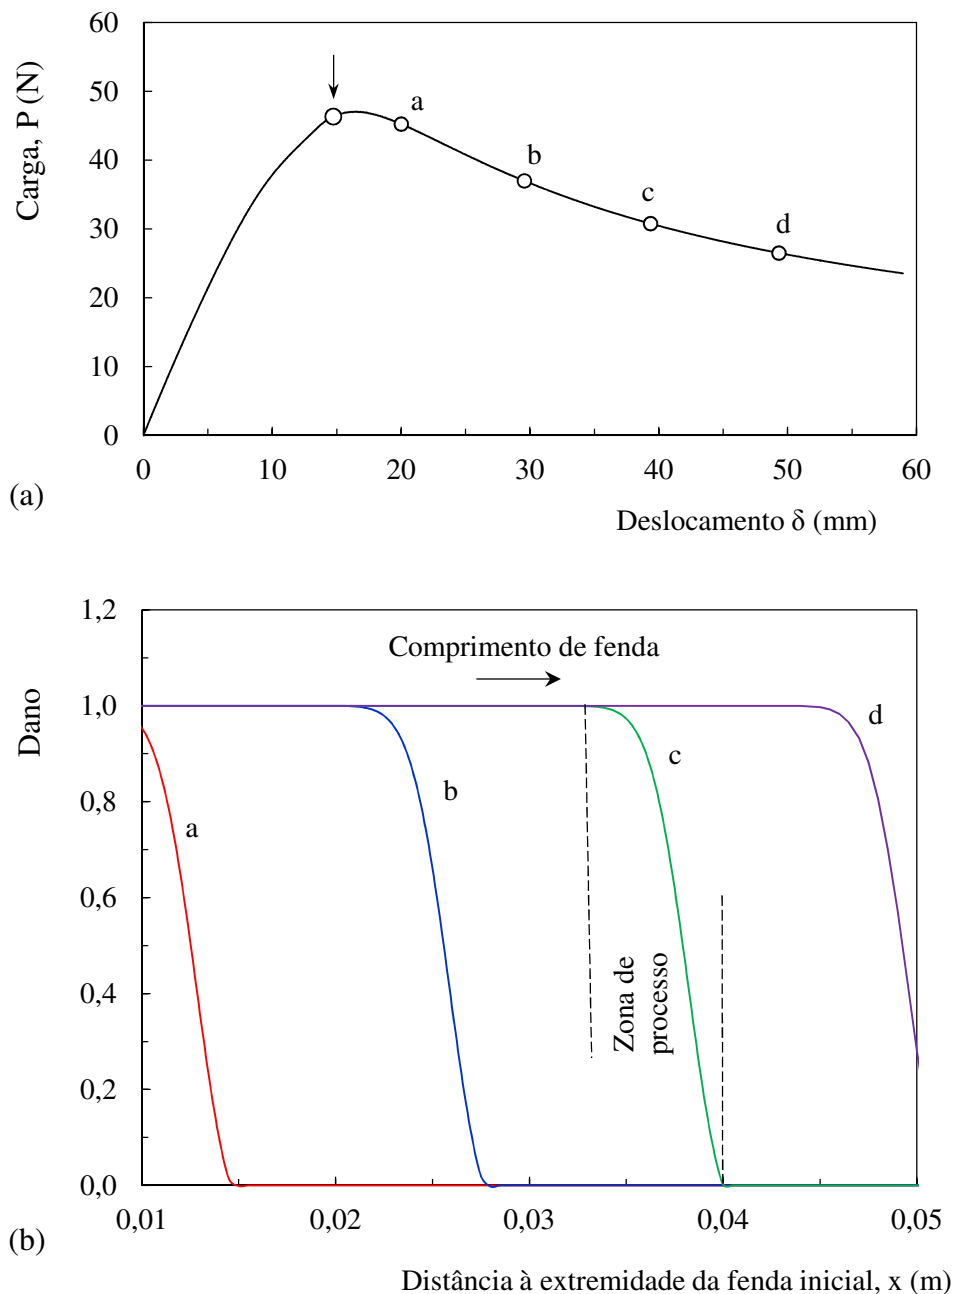 60
50
40
30
20
10
0
Carga, P (N)
a
b
c
d
0
10
20
30
40
50
60
(a)
Deslocamento δ (mm)
1,2
1,0
0,8
0,6
0,4
0,2
0,0
Dano
Comprimento de fenda
a
b
c
d
Zona de
processo
0,01
0,02
0,03
0,04
0,05
(b)
Distância à extremidade da fenda inicial, x (m)